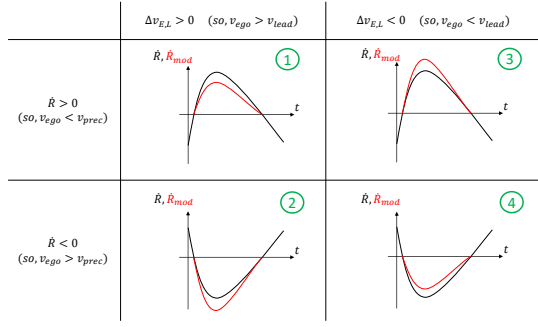 Δv_{E,L} > 0 (so, v_{ego} > v_{lead})
Δv_{E,L} < 0 (so, v_{ego} < v_{lead})
Ṙ > 0
(so, v_{ego} < v_{prec})
Ṙ, Ṙ_{mod}
1
t
Ṙ, Ṙ_{mod}
3
t
Ṙ < 0
(so, v_{ego} > v_{prec})
Ṙ, Ṙ_{mod}
2
t
Ṙ, Ṙ_{mod}
4
t